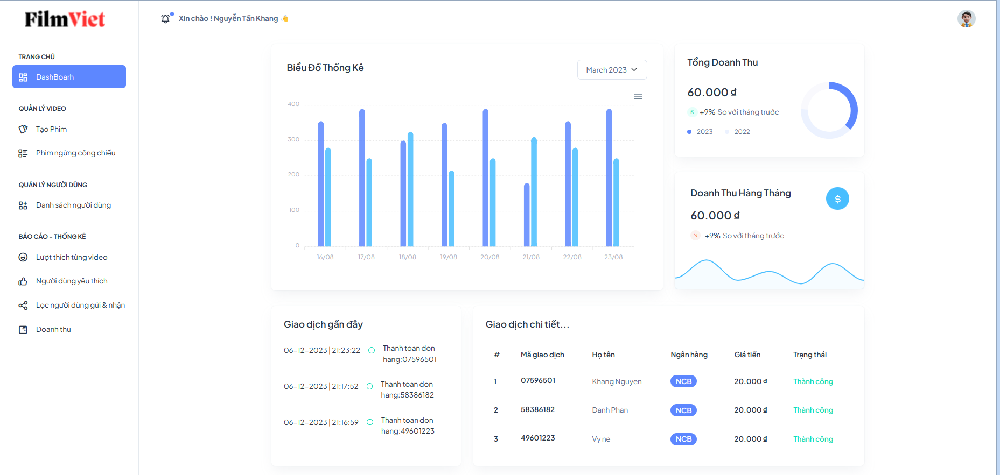 FilmViet
Xin chào ! Nguyễn Tấn Khang 👋
TRANG CHỦ
DashBoarh
QUẢN LÝ VIDEO
Tạo Phim
Phim ngừng công chiếu
QUẢN LÝ NGƯỜI DÙNG
Danh sách người dùng
BÁO CÁO - THỐNG KÊ
Lượt thích từng video
Người dùng yêu thích
Lọc người dùng gửi & nhận
Doanh thu
Biểu Đồ Thống Kê
March 2023
400
300
200
100
0
16/08 17/08 18/08 19/08 20/08 21/08 22/08 23/08
Tổng Doanh Thu
60.000 ₫
+9% So với tháng trước
2023 2022
Doanh Thu Hàng Tháng
$
60.000 ₫
+9% So với tháng trước
Giao dịch gần đây
06-12-2023 | 21:23:22 Thanh toan don
hang:07596501
06-12-2023 | 21:17:52 Thanh toan don
hang:58386182
06-12-2023 | 21:16:59 Thanh toan don
hang:49601223
Giao dịch chi tiết...
# Mã giao dịch Họ tên Ngân hàng Giá tiền Trạng thái
1 07596501 Khang Nguyen NCB 20.000 ₫ Thành công
2 58386182 Danh Phan NCB 20.000 ₫ Thành công
3 49601223 Vy ne NCB 20.000 ₫ Thành công